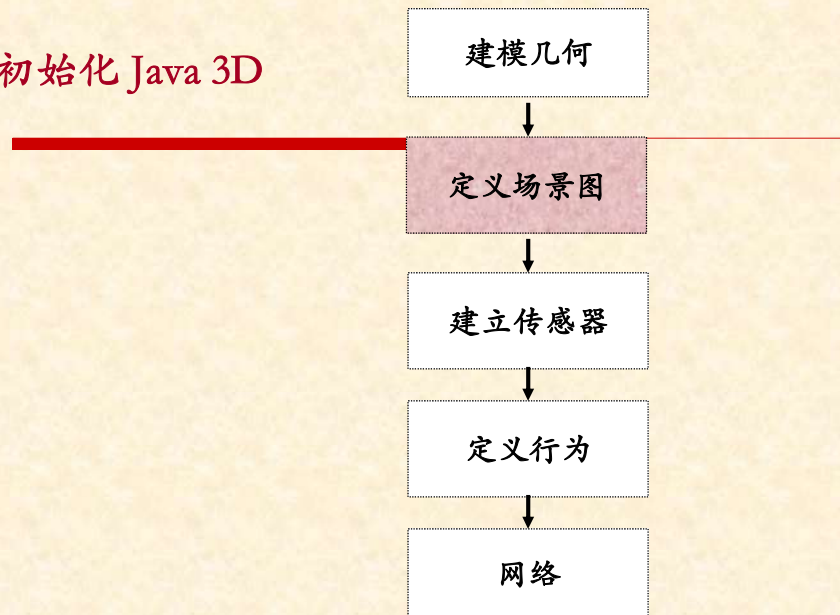 初始化 Java 3D
建模几何
定义场景图
建立传感器
定义行为
网络